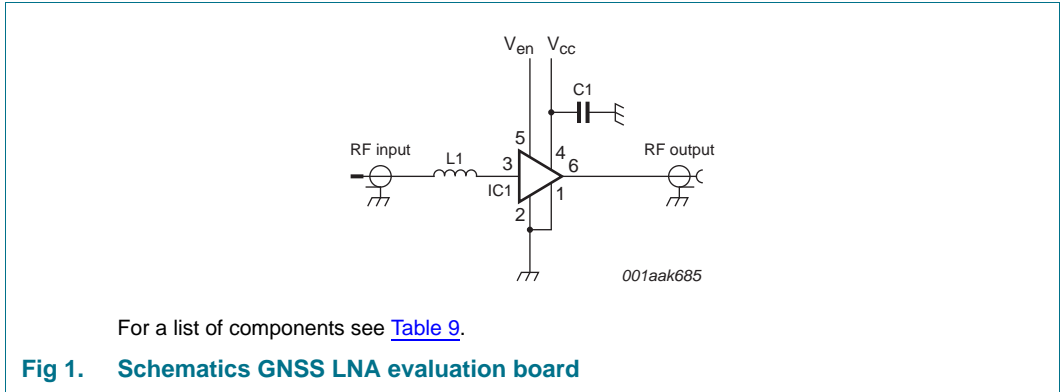 Ven Vcc
C1
5
4
RF input
L1
3
6
RF output
IC1
1
2
001aak685
For a list of components see Table 9.
Fig 1. Schematics GNSS LNA evaluation board